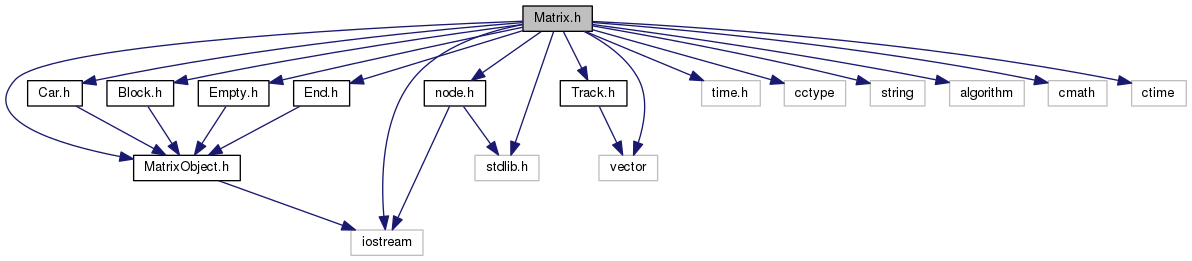 Matrix.h
Car.h
Block.h
Empty.h
End.h
node.h
Track.h
time.h
cctype
string
algorithm
cmath
ctime
MatrixObject.h
stdlib.h
vector
iostream